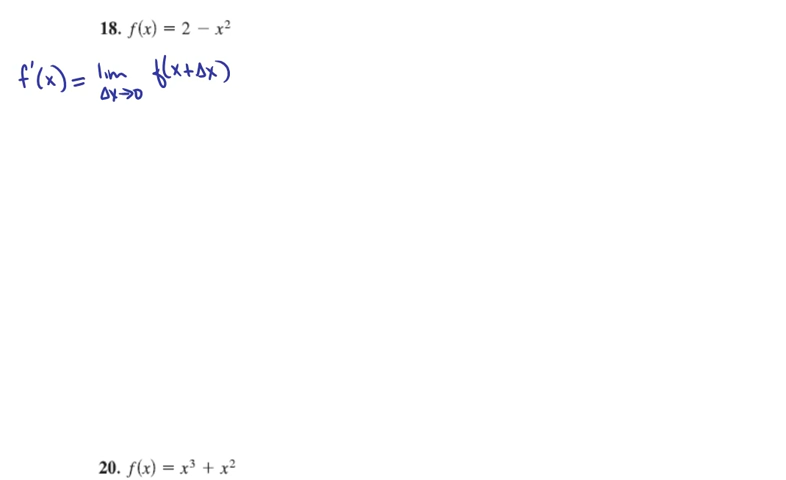 18. f(x) = 2 − x²
f'(x) = lim f(x+Δx)
Δx→0
20. f(x) = x³ + x²